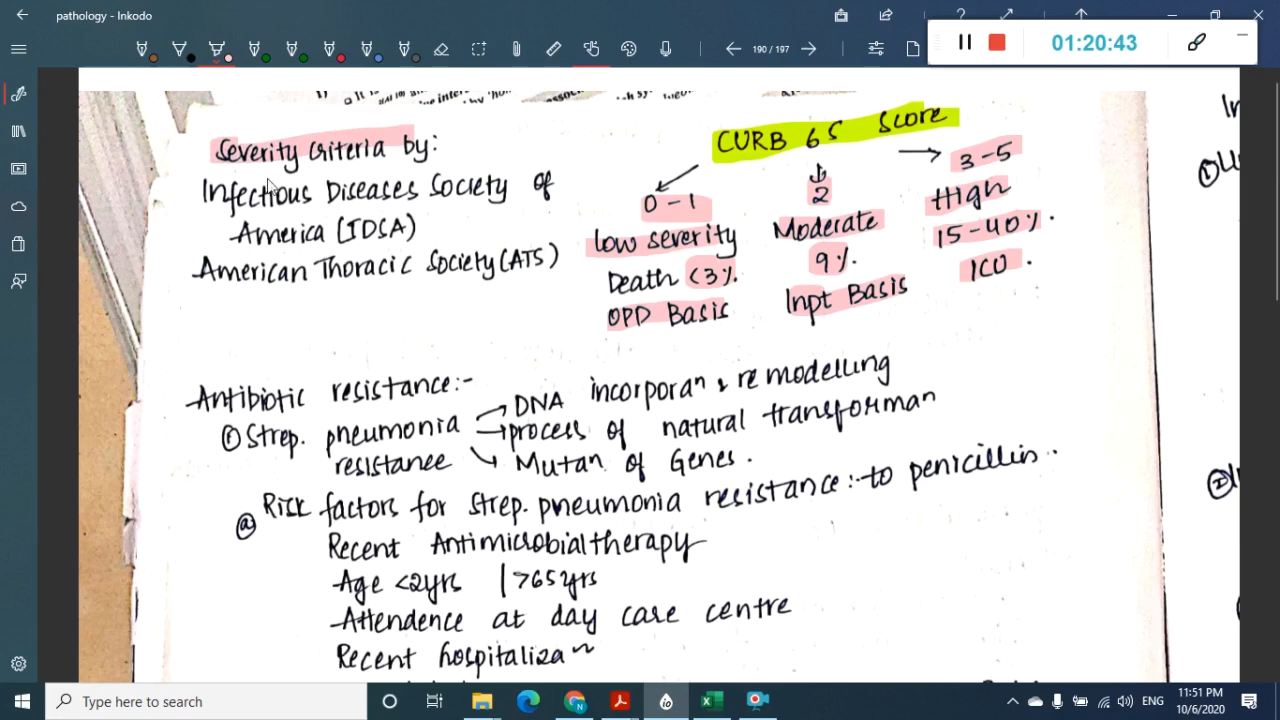 pathology - Inkodo
190 / 197
01:20:43
Severity Criteria by:
Infectious Diseases Society of
America (IDSA)
American Thoracic Society (ATS)
CURB 65 Score
0-1
low severity
Death <3%.
OPD Basis
2
Moderate
9%.
Inpt Basis
3-5
High
15-40%.
ICU.
Antibiotic resistance:-
① Strep. pneumonia
resistance
DNA incorporan & remodelling
process of natural transforman
Mutan of Genes.
ⓐ Risk factors for Strep. pneumonia resistance:- to penicillin.
Recent Antimicrobial therapy
Age <2yrs | >65yrs
Attendence at day care centre
Recent hospitalizan
①
②
Type here to search
ENG
11:51 PM
10/6/2020